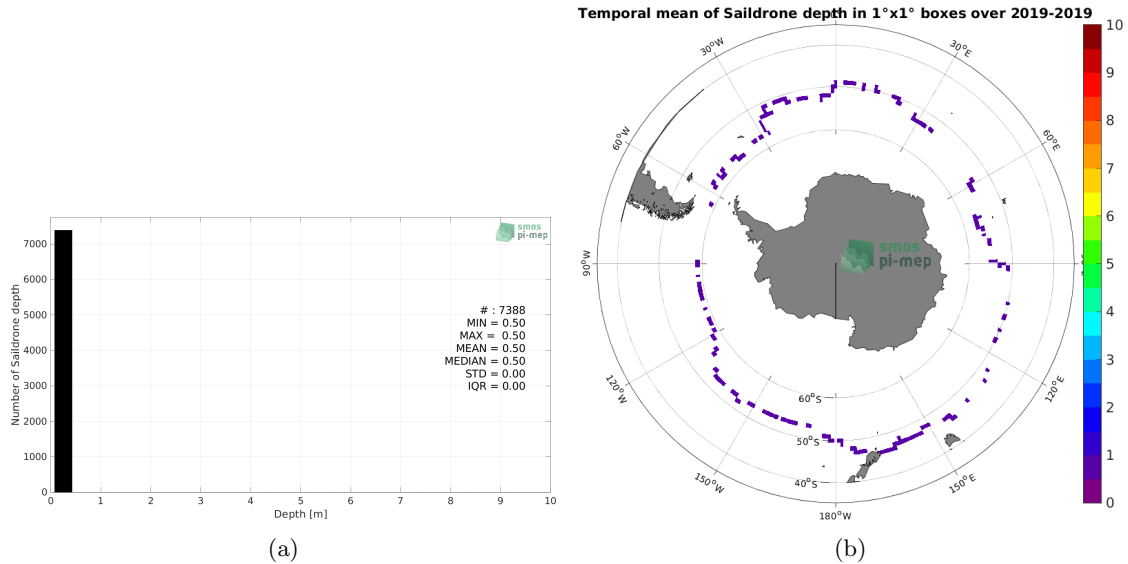 Temporal mean of Saildrone depth in 1°x1° boxes over 2019-2019
smos
pi-mep
# : 7388
MIN = 0.50
MAX = 0.50
MEAN = 0.50
MEDIAN = 0.50
STD = 0.00
IQR = 0.00
Number of Saildrone depth
7000
6000
5000
4000
3000
2000
1000
0
0 1 2 3 4 5 6 7 8 9 10
Depth [m]
(a)
30°W
30°E
60°W
60°E
90°W
smos
pi-mep
120°W
120°E
150°W
150°E
180°W
60°S
50°S
40°S
10
9
8
7
6
5
4
3
2
1
0
(b)